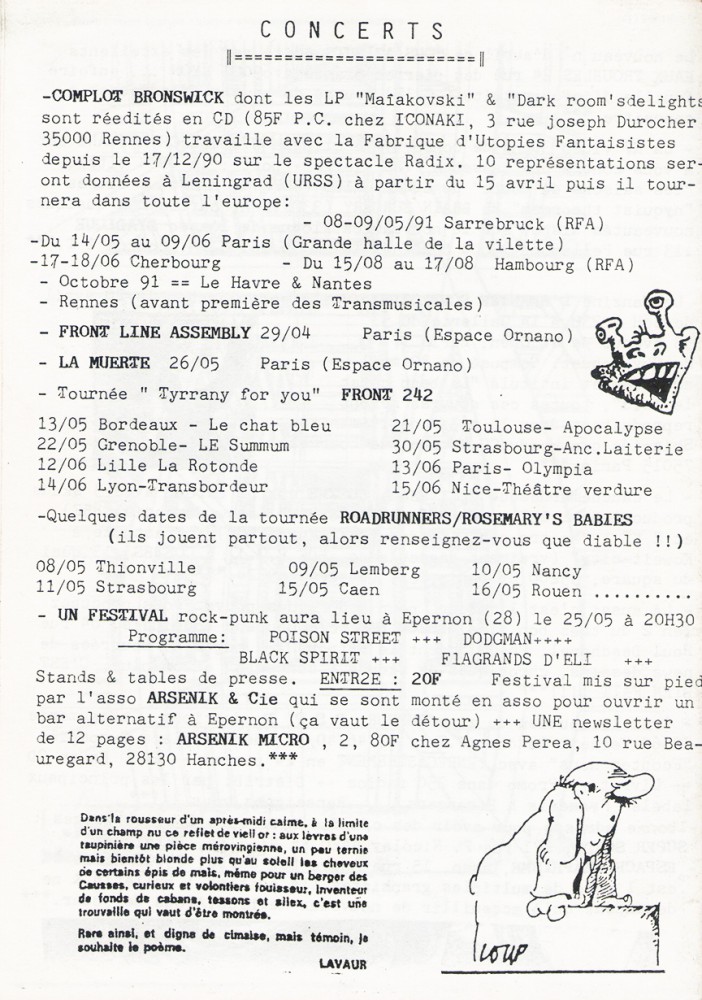 C O N C E R T S
||=========================||
-COMPLOT BRONSWICK dont les LP "Maîakovski" & "Dark room'sdelights
sont réedités en CD (85F P.C. chez ICONAKI, 3 rue joseph Durocher
35000 Rennes) travaille avec la Fabrique d'Utopies Fantaisistes
depuis le 17/12/90 sur le spectacle Radix. 10 représentations ser-
ont données à Leningrad (URSS) à partir du 15 avril puis il tour-
nera dans toute l'europe:
- 08-09/05/91 Sarrebruck (RFA)
-Du 14/05 au 09/06 Paris (Grande halle de la vilette)
-17-18/06 Cherbourg - Du 15/08 au 17/08 Hambourg (RFA)
- Octobre 91 == Le Havre & Nantes
- Rennes (avant première des Transmusicales)
- FRONT LINE ASSEMBLY 29/04 Paris (Espace Ornano)
- LA MUERTE 26/05 Paris (Espace Ornano)
- Tournée " Tyrrany for you" FRONT 242
13/05 Bordeaux - Le chat bleu 21/05 Toulouse- Apocalypse
22/05 Grenoble- LE Summum 30/05 Strasbourg-Anc.Laiterie
12/06 Lille La Rotonde 13/06 Paris- Olympia
14/06 Lyon-Transbordeur 15/06 Nice-Théâtre verdure
-Quelques dates de la tournée ROADRUNNERS/ROSEMARY'S BABIES
(ils jouent partout, alors renseignez-vous que diable !!)
08/05 Thionville 09/05 Lemberg 10/05 Nancy
11/05 Strasbourg 15/05 Caen 16/05 Rouen ..........
- UN FESTIVAL rock-punk aura lieu à Epernon (28) le 25/05 à 20H30
Programme: POISON STREET +++ DODGMAN++++
BLACK SPIRIT +++ FlAGRANDS D'ELI +++
Stands & tables de presse. ENTR2E : 20F Festival mis sur pied
par l'asso ARSENIK & Cie qui se sont monté en asso pour ouvrir un
bar alternatif à Epernon (ça vaut le détour) +++ UNE newsletter
de 12 pages : ARSENIK MICRO , 2, 80F chez Agnes Perea, 10 rue Bea-
uregard, 28130 Hanches.***
Dans la rousseur d'un après-midi calme, à la limite
d'un champ nu ce reflet de vieil or : aux lèvres d'une
taupinière une pièce mérovingienne, un peu ternie
mais bientôt blonde plus qu'au soleil les cheveux
de certains épis de maïs, même pour un berger des
Causses, curieux et volontiers fouisseur, inventeur
de fonds de cabane, tessons et silex, c'est une
trouvaille qui vaut d'être montrée.
Rare ainsi, et digne de cimaise, mais témoin, je
souhaite le poème.
LAVAUR
LOUP